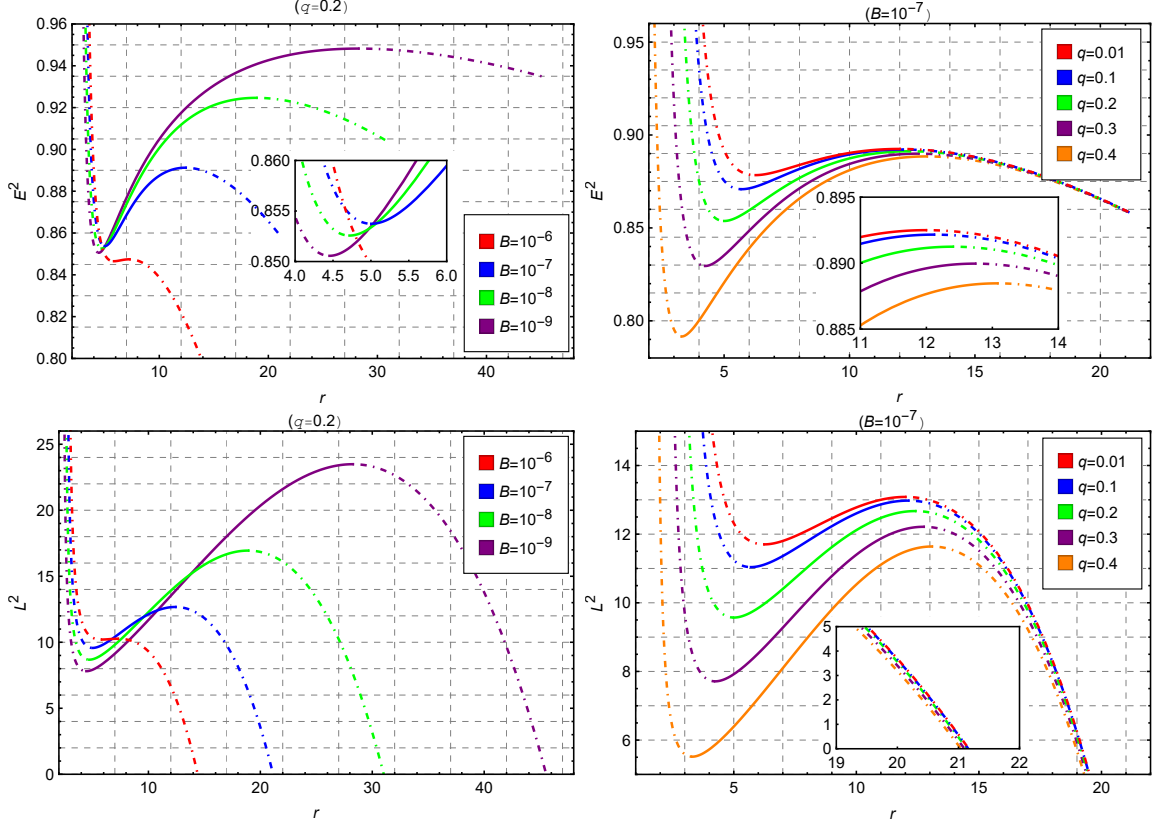 (q=0.2)
E²
0.96
0.94
0.92
0.90
0.88
0.86
0.84
0.82
0.80
0.860
0.855
0.850
4.0 4.5 5.0 5.5 6.0
B=10⁻⁶
B=10⁻⁷
B=10⁻⁸
B=10⁻⁹
10 20 30 40
r
(B=10⁻⁷)
E²
0.95
0.90
0.85
0.80
q=0.01
q=0.1
q=0.2
q=0.3
q=0.4
0.895
0.890
0.885
11 12 13 14
5 10 15 20
r
(q=0.2)
L²
25
20
15
10
5
0
B=10⁻⁶
B=10⁻⁷
B=10⁻⁸
B=10⁻⁹
10 20 30 40
r
(B=10⁻⁷)
L²
14
12
10
8
6
q=0.01
q=0.1
q=0.2
q=0.3
q=0.4
5
4
3
2
1
0
19 20 21 22
5 10 15 20
r